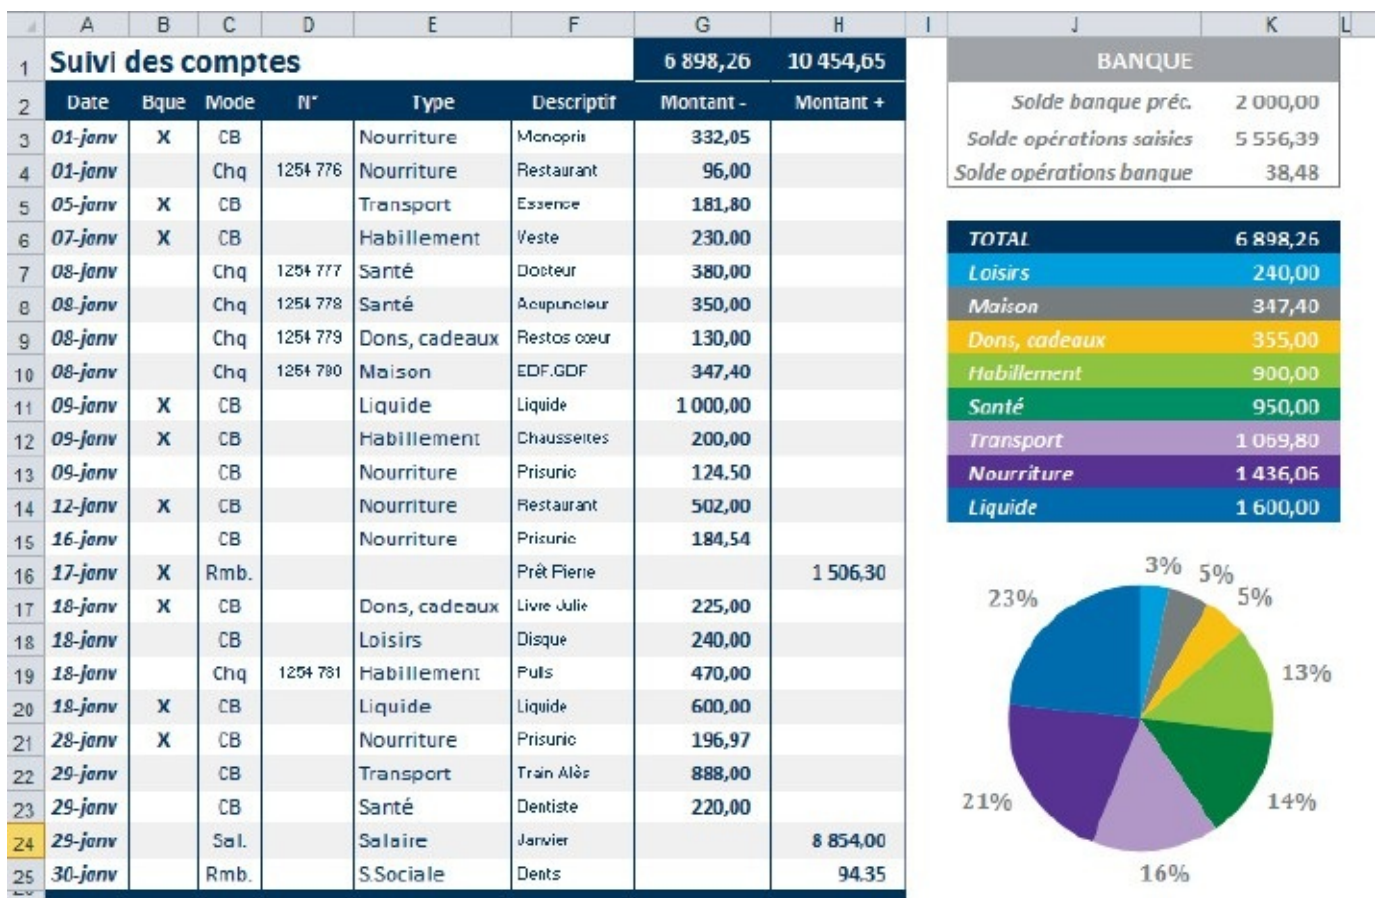 A B C D E F G H I J K L
1 Suivi des comptes 6 898,26 10 454,65
2 Date Bque Mode N° Type Descriptif Montant - Montant +
3 01-janv X CB Nourriture Monoprix 332,05
4 01-janv Chq 1254 776 Nourriture Restaurant 96,00
5 05-janv X CB Transport Essence 181,80
6 07-janv X CB Habillement Veste 230,00
7 08-janv Chq 1254 777 Santé Docteur 380,00
8 08-janv Chq 1254 778 Santé Acupuncteur 350,00
9 08-janv Chq 1254 779 Dons, cadeaux Restos cœur 130,00
10 08-janv Chq 1254 780 Maison EDF.GDF 347,40
11 09-janv X CB Liquide Liquide 1 000,00
12 09-janv X CB Habillement Chaussettes 200,00
13 09-janv CB Nourriture Prisunic 124,50
14 12-janv X CB Nourriture Restaurant 502,00
15 16-janv CB Nourriture Prisunic 184,54
16 17-janv X Rmb. Prêt Pierre 1 506,30
17 18-janv X CB Dons, cadeaux Livre Julie 225,00
18 18-janv CB Loisirs Disque 240,00
19 18-janv Chq 1254 781 Habillement Pulls 470,00
20 18-janv X CB Liquide Liquide 600,00
21 28-janv X CB Nourriture Prisunic 196,97
22 29-janv CB Transport Train Alès 888,00
23 29-janv CB Santé Dentiste 220,00
24 29-janv Sal. Salaire Janvier 8 854,00
25 30-janv Rmb. S.Sociale Dents 94.35
BANQUE
Solde banque préc. 2 000,00
Solde opérations saisies 5 556,39
Solde opérations banque 38,48
TOTAL 6 898,26
Loisirs 240,00
Maison 347,40
Dons, cadeaux 355,00
Habillement 900,00
Santé 950,00
Transport 1 069,80
Nourriture 1 436,06
Liquide 1 600,00
3%
5%
5%
13%
14%
16%
21%
23%